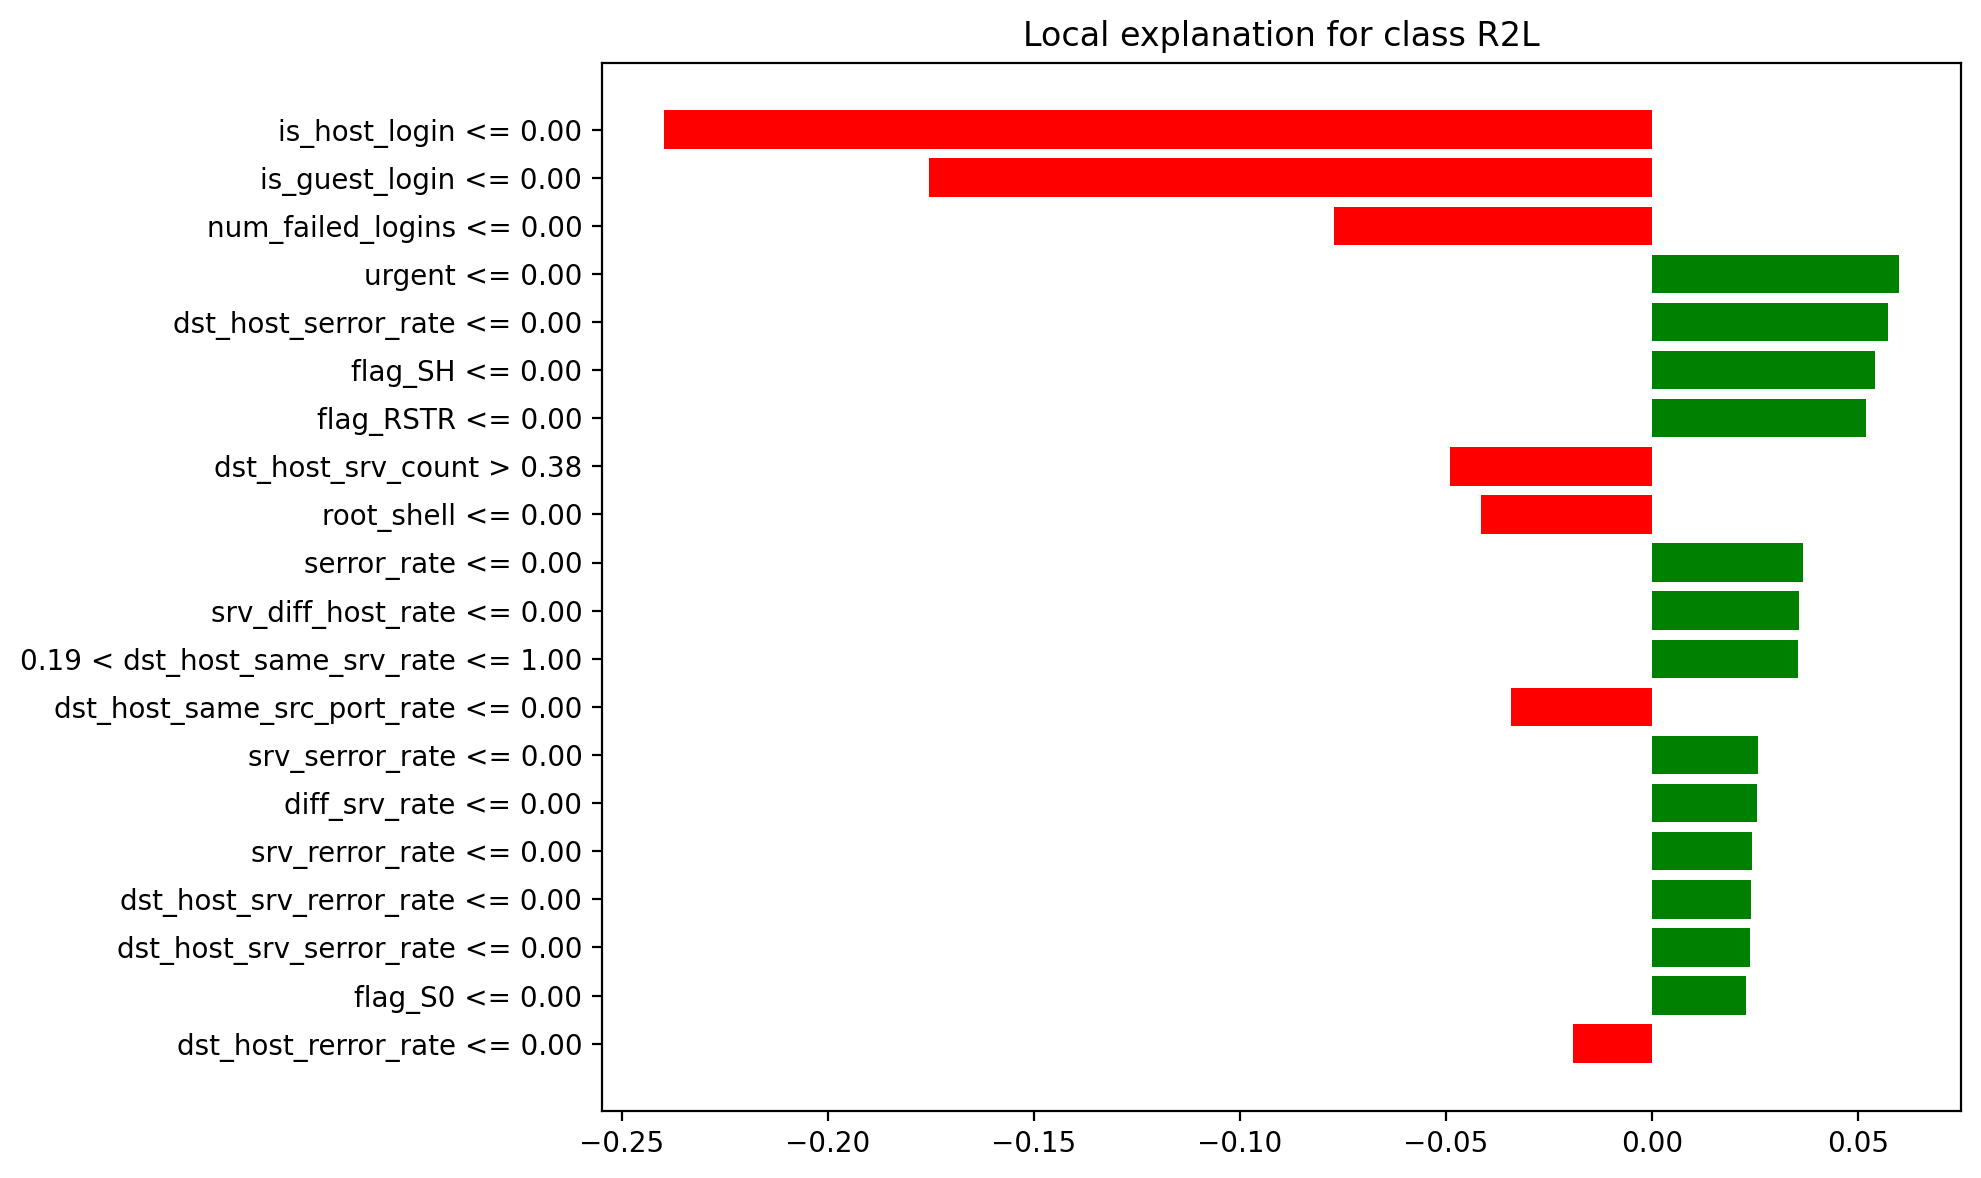 Local explanation for class R2L
is_host_login <= 0.00
is_guest_login <= 0.00
num_failed_logins <= 0.00
urgent <= 0.00
dst_host_serror_rate <= 0.00
flag_SH <= 0.00
flag_RSTR <= 0.00
dst_host_srv_count > 0.38
root_shell <= 0.00
serror_rate <= 0.00
srv_diff_host_rate <= 0.00
0.19 < dst_host_same_srv_rate <= 1.00
dst_host_same_src_port_rate <= 0.00
srv_serror_rate <= 0.00
diff_srv_rate <= 0.00
srv_rerror_rate <= 0.00
dst_host_srv_rerror_rate <= 0.00
dst_host_srv_serror_rate <= 0.00
flag_S0 <= 0.00
dst_host_rerror_rate <= 0.00
−0.25 −0.20 −0.15 −0.10 −0.05 0.00 0.05